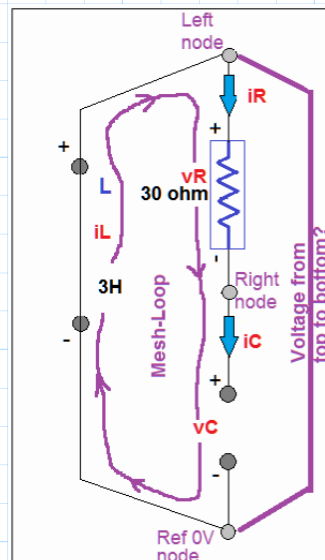 Left
node
iR
+
+
vR
L
30 ohm
iL
-
3H
Right
node
Mesh-Loop
Voltage from
top to bottom?
iC
-
+
vC
-
Ref 0V
node